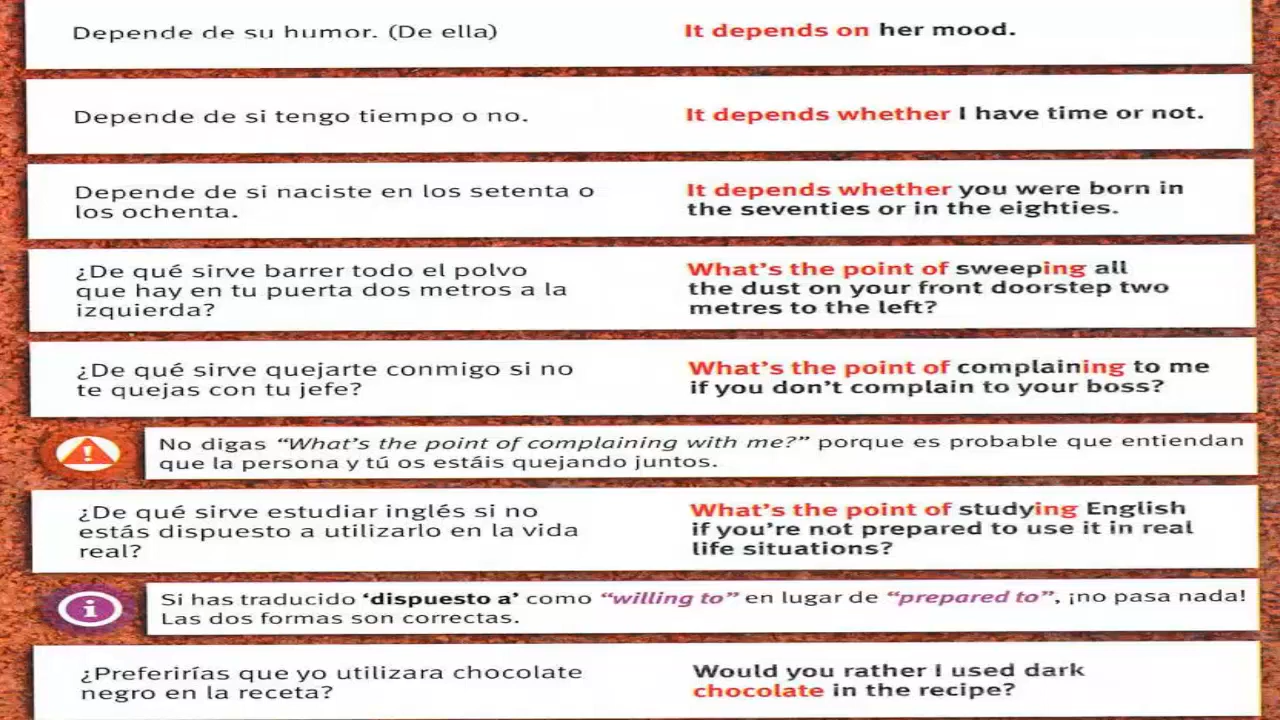 Depende de su humor. (De ella)
It depends on her mood.
Depende de si tengo tiempo o no.
It depends whether I have time or not.
Depende de si naciste en los setenta o
los ochenta.
It depends whether you were born in
the seventies or in the eighties.
¿De qué sirve barrer todo el polvo
que hay en tu puerta dos metros a la
izquierda?
What's the point of sweeping all
the dust on your front doorstep two
metres to the left?
¿De qué sirve quejarte conmigo si no
te quejas con tu jefe?
What's the point of complaining to me
if you don't complain to your boss?
No digas “What's the point of complaining with me?” porque es probable que entiendan
que la persona y tú os estáis quejando juntos.
¿De qué sirve estudiar inglés si no
estás dispuesto a utilizarlo en la vida
real?
What's the point of studying English
if you're not prepared to use it in real
life situations?
Si has traducido ‘dispuesto a’ como “willing to” en lugar de “prepared to”, ¡no pasa nada!
Las dos formas son correctas.
¿Preferirías que yo utilizara chocolate
negro en la receta?
Would you rather I used dark
chocolate in the recipe?